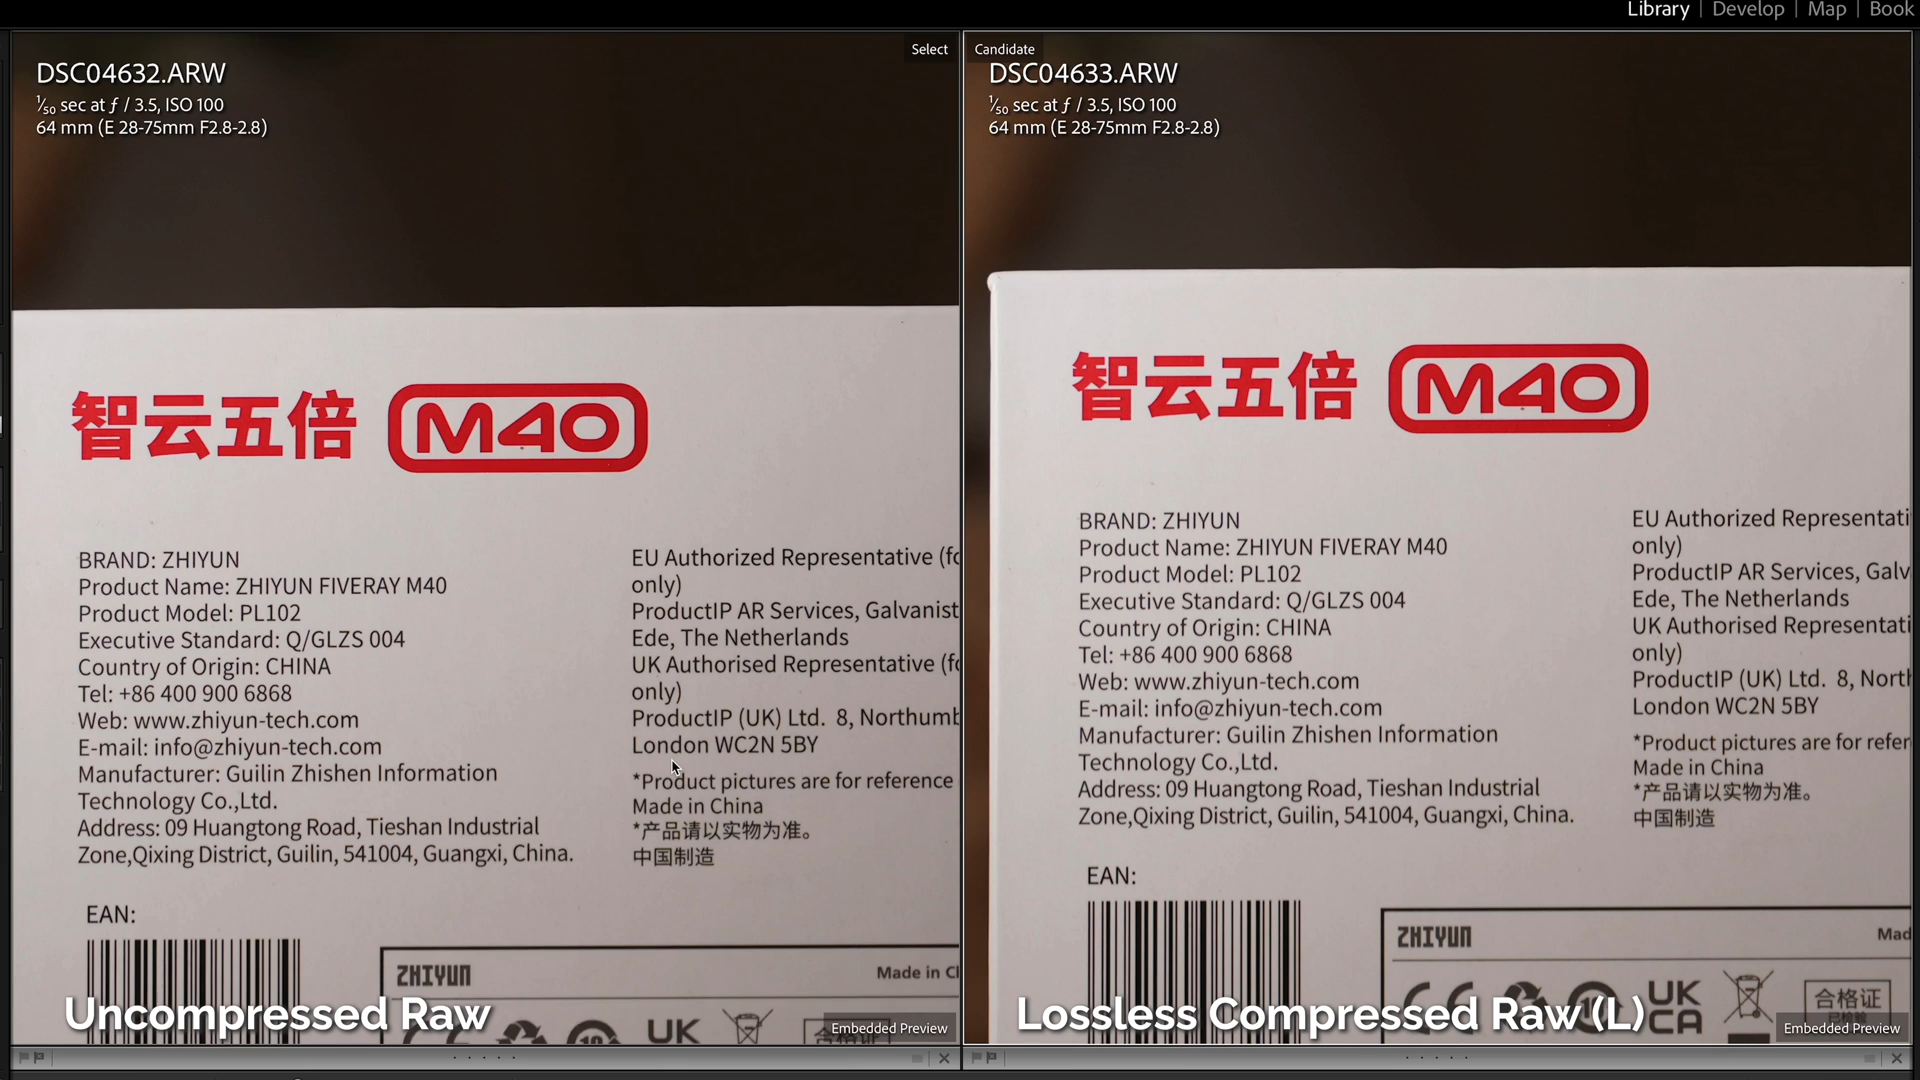 Library | Develop | Map | Book
Select
DSC04632.ARW
1/50 sec at ƒ / 3.5, ISO 100
64 mm (E 28-75mm F2.8-2.8)
智云五倍 M40
BRAND: ZHIYUN
Product Name: ZHIYUN FIVERAY M40
Product Model: PL102
Executive Standard: Q/GLZS 004
Country of Origin: CHINA
Tel: +86 400 900 6868
Web: www.zhiyun-tech.com
E-mail: info@zhiyun-tech.com
Manufacturer: Guilin Zhishen Information
Technology Co.,Ltd.
Address: 09 Huangtong Road, Tieshan Industrial
Zone,Qixing District, Guilin, 541004, Guangxi, China.
EU Authorized Representative
only)
ProductIP AR Services, Galvanist
Ede, The Netherlands
UK Authorised Representative
only)
ProductIP (UK) Ltd. 8, Northumb
London WC2N 5BY
*Product pictures are for reference
Made in China
*产品请以实物为准。
中国制造
EAN:
ZHIYUN
Made in
UK
Uncompressed Raw
Embedded Preview
Candidate
DSC04633.ARW
1/50 sec at ƒ / 3.5, ISO 100
64 mm (E 28-75mm F2.8-2.8)
智云五倍 M40
BRAND: ZHIYUN
Product Name: ZHIYUN FIVERAY M40
Product Model: PL102
Executive Standard: Q/GLZS 004
Country of Origin: CHINA
Tel: +86 400 900 6868
Web: www.zhiyun-tech.com
E-mail: info@zhiyun-tech.com
Manufacturer: Guilin Zhishen Information
Technology Co.,Ltd.
Address: 09 Huangtong Road, Tieshan Industrial
Zone,Qixing District, Guilin, 541004, Guangxi, China.
EU Authorized Representati
only)
ProductIP AR Services, Galv
Ede, The Netherlands
UK Authorised Representati
only)
ProductIP (UK) Ltd. 8, North
London WC2N 5BY
*Product pictures are for refer
Made in China
*产品请以实物为准。
中国制造
EAN:
ZHIYUN
Mad
CE
UK
CA
合格证
Lossless Compressed Raw (L)
Embedded Preview